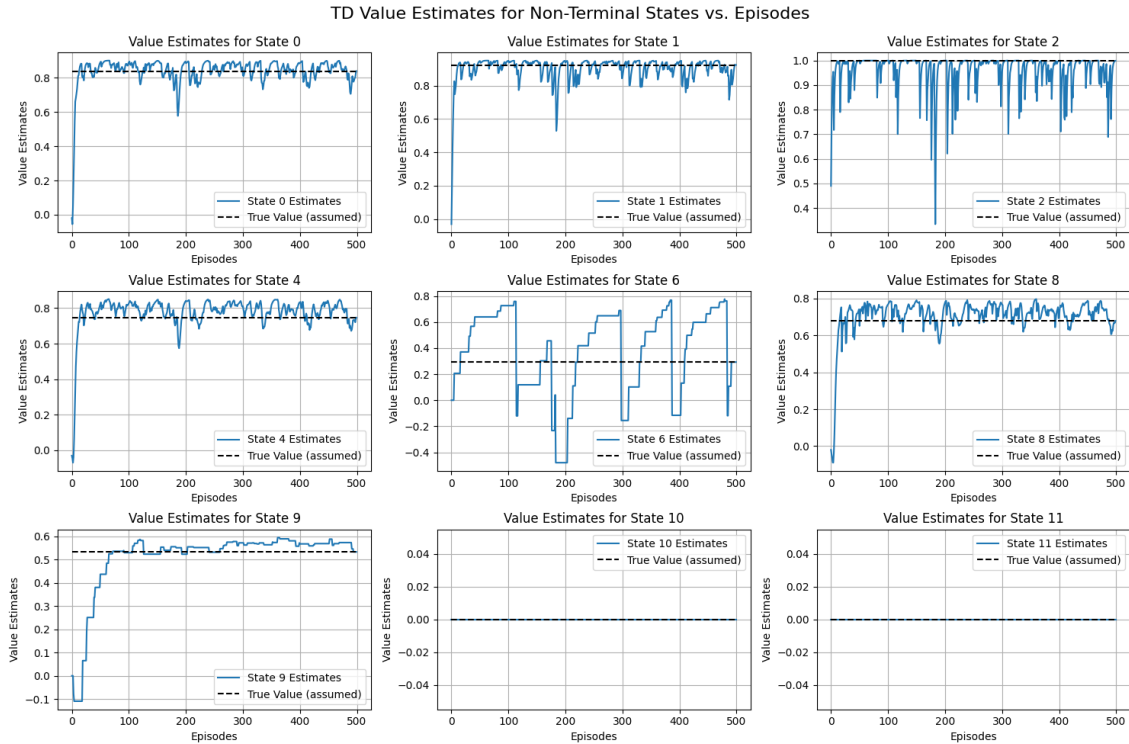 TD Value Estimates for Non-Terminal States vs. Episodes
Value Estimates for State 0
Value Estimates
0.8
0.6
0.4
0.2
0.0
State 0 Estimates
True Value (assumed)
0 100 200 300 400 500
Episodes
Value Estimates for State 1
Value Estimates
0.8
0.6
0.4
0.2
0.0
State 1 Estimates
True Value (assumed)
0 100 200 300 400 500
Episodes
Value Estimates for State 2
Value Estimates
1.0
0.9
0.8
0.7
0.6
0.5
0.4
State 2 Estimates
True Value (assumed)
0 100 200 300 400 500
Episodes
Value Estimates for State 4
Value Estimates
0.8
0.6
0.4
0.2
0.0
State 4 Estimates
True Value (assumed)
0 100 200 300 400 500
Episodes
Value Estimates for State 6
Value Estimates
0.8
0.6
0.4
0.2
0.0
−0.2
−0.4
State 6 Estimates
True Value (assumed)
0 100 200 300 400 500
Episodes
Value Estimates for State 8
Value Estimates
0.8
0.6
0.4
0.2
0.0
State 8 Estimates
True Value (assumed)
0 100 200 300 400 500
Episodes
Value Estimates for State 9
Value Estimates
0.6
0.5
0.4
0.3
0.2
0.1
0.0
−0.1
State 9 Estimates
True Value (assumed)
0 100 200 300 400 500
Episodes
Value Estimates for State 10
Value Estimates
0.04
0.02
0.00
−0.02
−0.04
State 10 Estimates
True Value (assumed)
0 100 200 300 400 500
Episodes
Value Estimates for State 11
Value Estimates
0.04
0.02
0.00
−0.02
−0.04
State 11 Estimates
True Value (assumed)
0 100 200 300 400 500
Episodes